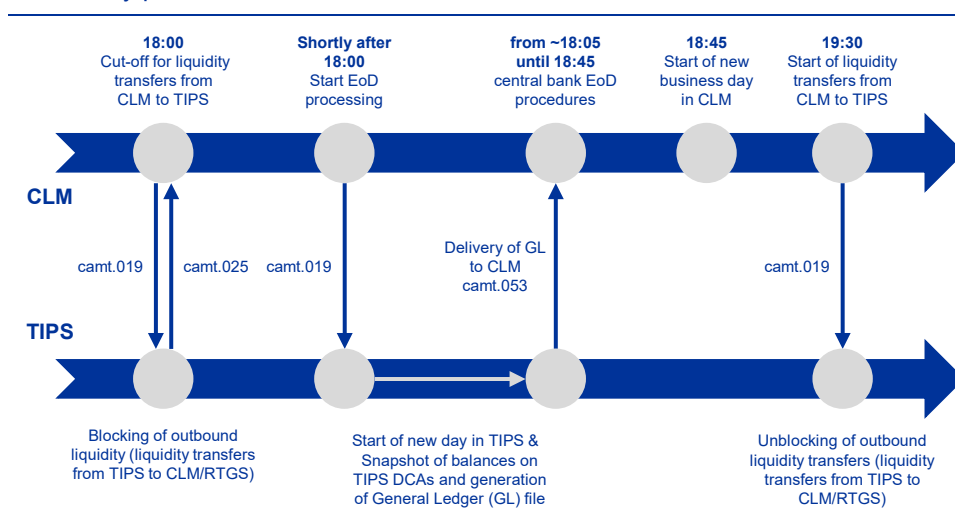 18:00
Cut-off for liquidity
transfers from
CLM to TIPS
Shortly after
18:00
Start EoD
processing
from ~18:05
until 18:45
central bank EoD
procedures
18:45
Start of new
business day
in CLM
19:30
Start of liquidity
transfers from
CLM to TIPS
CLM
camt.019
camt.025
camt.019
Delivery of GL
to CLM
camt.053
camt.019
TIPS
Blocking of outbound
liquidity (liquidity transfers
from TIPS to CLM/RTGS)
Start of new day in TIPS &
Snapshot of balances on
TIPS DCAs and generation
of General Ledger (GL) file
Unblocking of outbound
liquidity transfers (liquidity
transfers from TIPS to
CLM/RTGS)